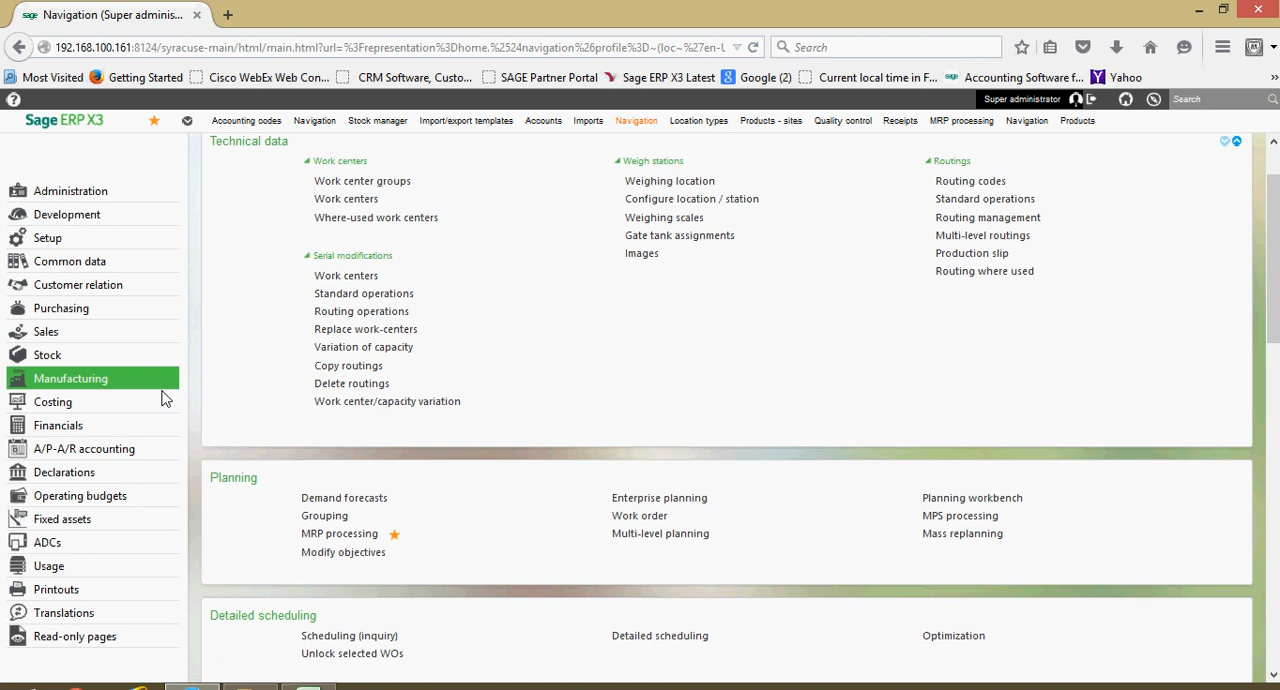 sage Navigation (Super adminis... × +
192.168.100.161:8124/syracuse-main/html/main.html?url=%3Frepresentation%3Dhome.%2524navigation%26profile%3D~(loc~%27en-U Search
Most Visited Getting Started Cisco WebEx Web Con... CRM Software, Custo... SAGE Partner Portal Sage ERP X3 Latest Google (2) Current local time in F... sage Accounting Software f... Yahoo »
? Super administrator Search
Sage ERP X3 Accounting codes Navigation Stock manager Import/export templates Accounts Imports Navigation Location types Products - sites Quality control Receipts MRP processing Navigation Products
Administration
Development
Setup
Common data
Customer relation
Purchasing
Sales
Stock
Manufacturing
Costing
Financials
A/P-A/R accounting
Declarations
Operating budgets
Fixed assets
ADCs
Usage
Printouts
Translations
Read-only pages
Technical data
Work centers
Work center groups
Work centers
Where-used work centers
Serial modifications
Work centers
Standard operations
Routing operations
Replace work-centers
Variation of capacity
Copy routings
Delete routings
Work center/capacity variation
Weigh stations
Weighing location
Configure location / station
Weighing scales
Gate tank assignments
Images
Routings
Routing codes
Standard operations
Routing management
Multi-level routings
Production slip
Routing where used
Planning
Demand forecasts Enterprise planning Planning workbench
Grouping Work order MPS processing
MRP processing Multi-level planning Mass replanning
Modify objectives
Detailed scheduling
Scheduling (inquiry) Detailed scheduling Optimization
Unlock selected WOs